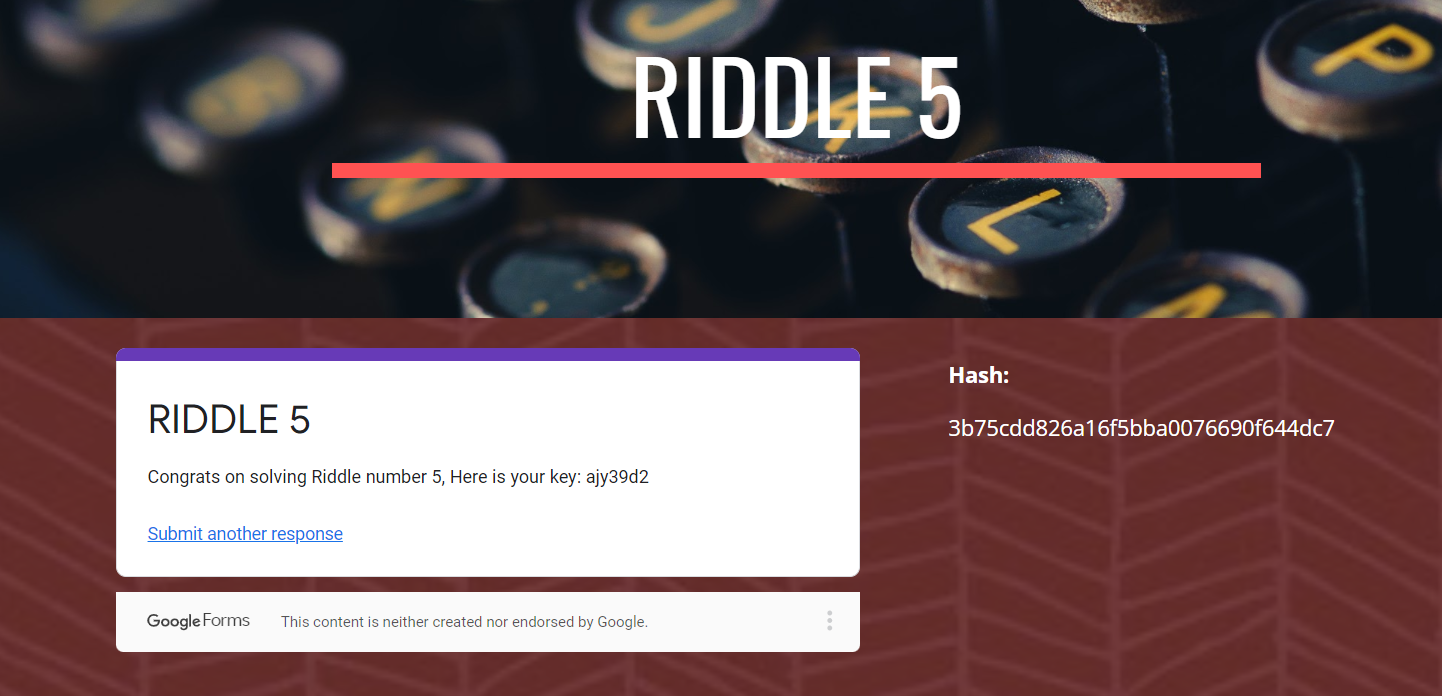 RIDDLE 5
RIDDLE 5
Congrats on solving Riddle number 5, Here is your key: ajy39d2
Submit another response
Google Forms
This content is neither created nor endorsed by Google.
Hash:
3b75cdd826a16f5bba0076690f644dc7
J
K
L
P